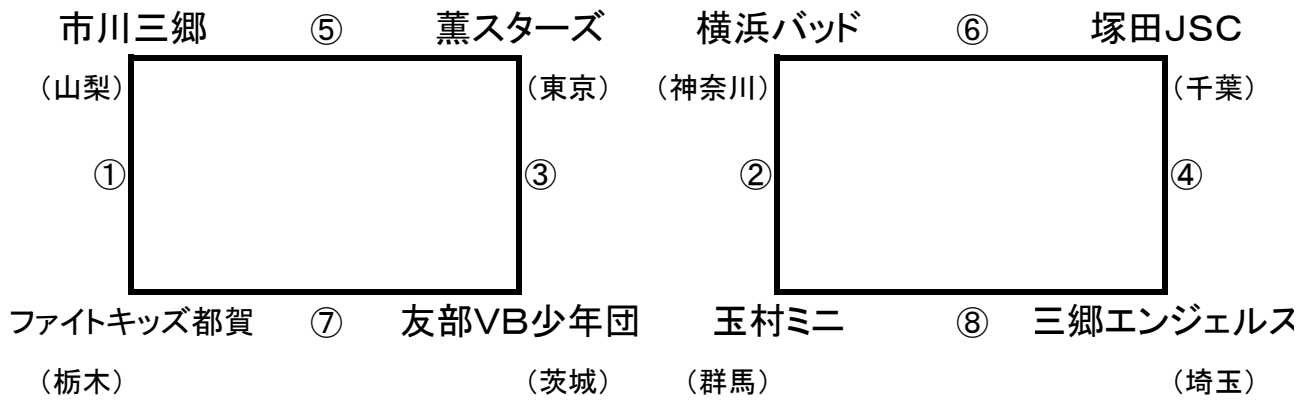 市川三郷 ⑤ 薫スターズ 横浜バッド ⑥ 塚田JSC
（山梨） （東京） （神奈川） （千葉）
① ③ ② ④
ファイトキッズ都賀 ⑦ 友部VB少年団 玉村ミニ ⑧ 三郷エンジェルス
（栃木） （茨城） （群馬） （埼玉）